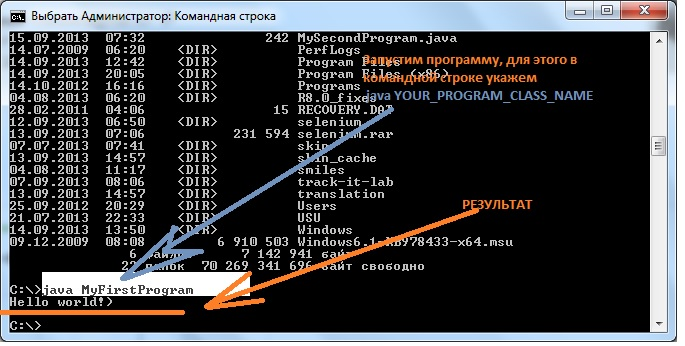 Выбрать Администратор: Командная строка
15.09.2013 07:32 242 MySecondProgram.java
14.07.2009 06:20 <DIR> PerfLogs
14.09.2013 12:42 <DIR> Program Files
14.09.2013 20:05 <DIR> Program Files (x86)
14.10.2012 16:16 <DIR> Programs
04.08.2013 06:20 <DIR> R8.0_fixes
28.02.2011 04:06 15 RECOVERY.DAT
12.09.2013 <DIR> selenium
13.09.2013 07:06 231 594 selenium.rar
07.07.2013 07:41 <DIR> skin
13.09.2013 14:57 <DIR> skin_cache
04.08.2013 11:17 <DIR> smiles
07.09.2013 08:06 <DIR> track-it-lab
13.09.2013 14:57 <DIR> translation
25.09.2012 20:29 <DIR> Users
21.07.2013 22:33 <DIR> USU
14.09.2013 13:50 <DIR> Windows
09.12.2009 08:08 6 910 503 Windows6.1-KB978433-x64.msu
6 файлов 7 142 941 байт
22 папок 70 269 341 696 байт свободно
C:\>java MyFirstProgram
Hello world!)
C:\>
Запустим программу, для этого в
командной строке укажем
java YOUR_PROGRAM_CLASS_NAME
РЕЗУЛЬТАТ